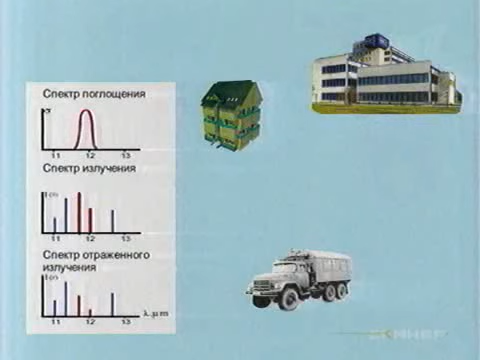 Спектр поглощения
11 12 13
Спектр излучения
11 12 13
Спектр отраженного
излучения
11 12 13 λ,μm